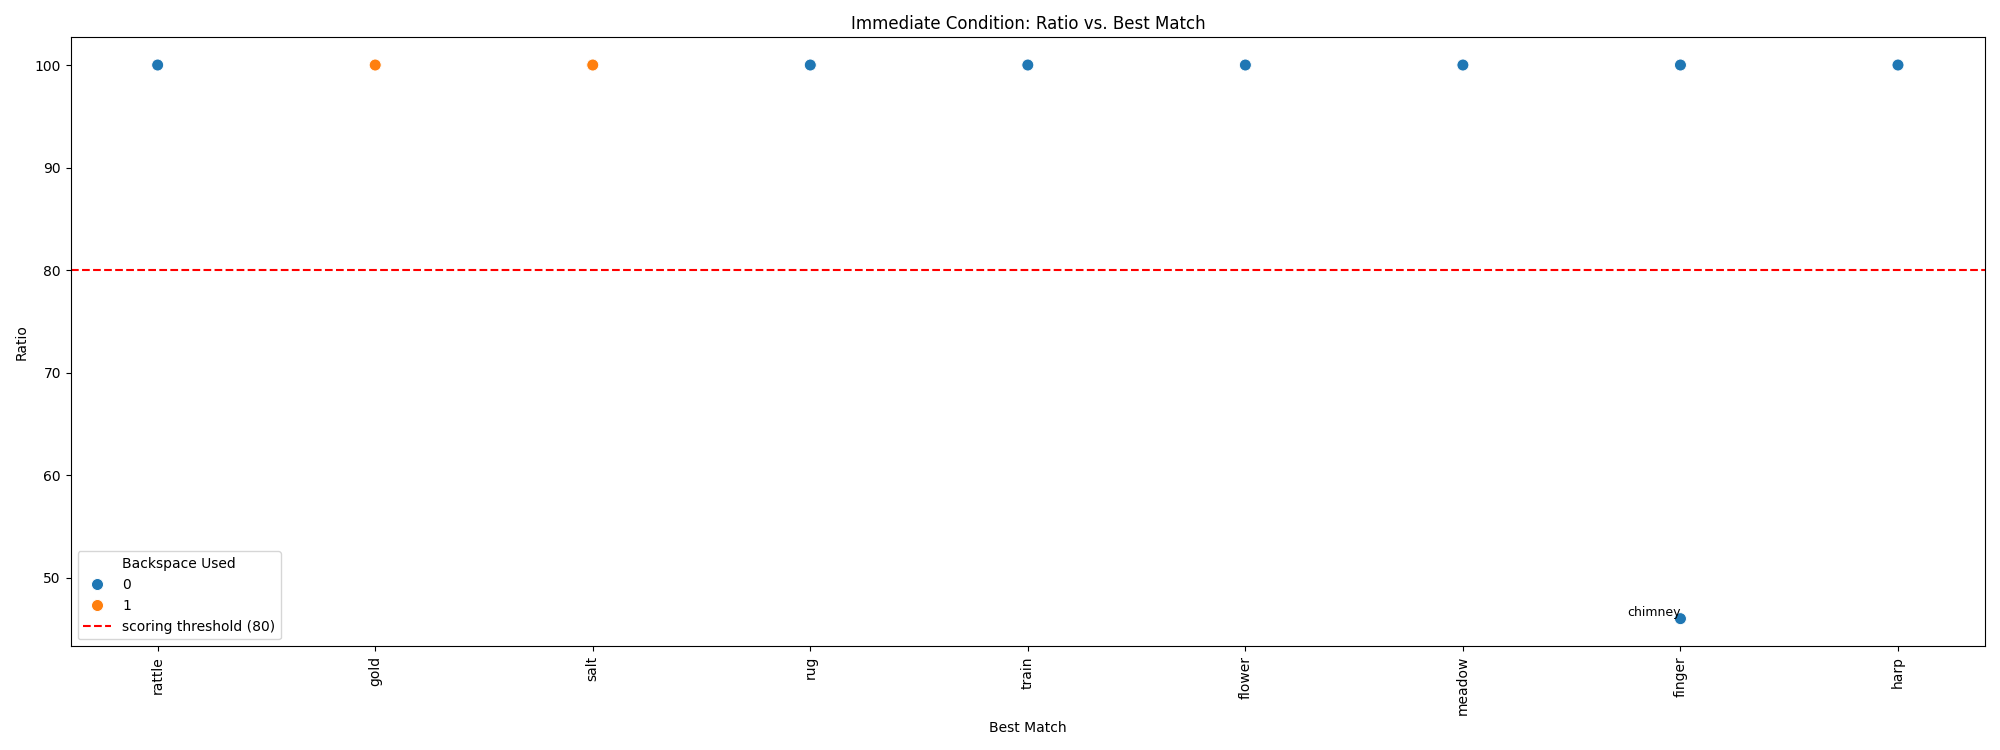 Immediate Condition: Ratio vs. Best Match
100
90
80
70
60
50
Ratio
chimney
Backspace Used
0
1
scoring threshold (80)
rattle
gold
salt
rug
train
flower
meadow
finger
harp
Best Match